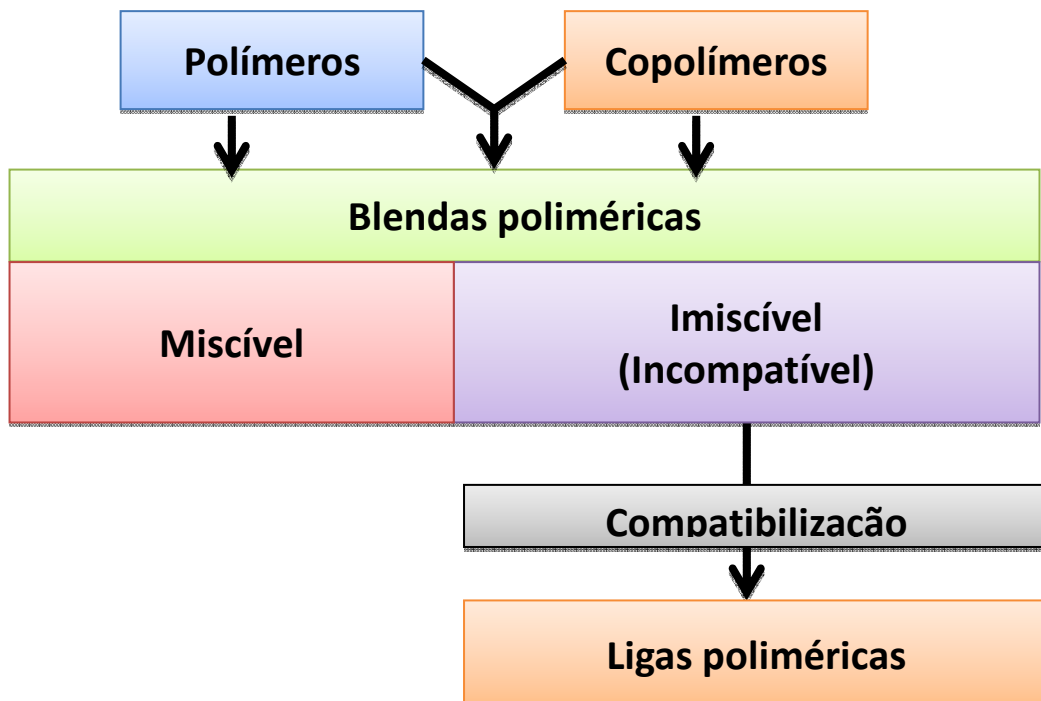 Polímeros
Copolímeros
Blendas poliméricas
Miscível
Imiscível
(Incompatível)
Compatibilização
Ligas poliméricas